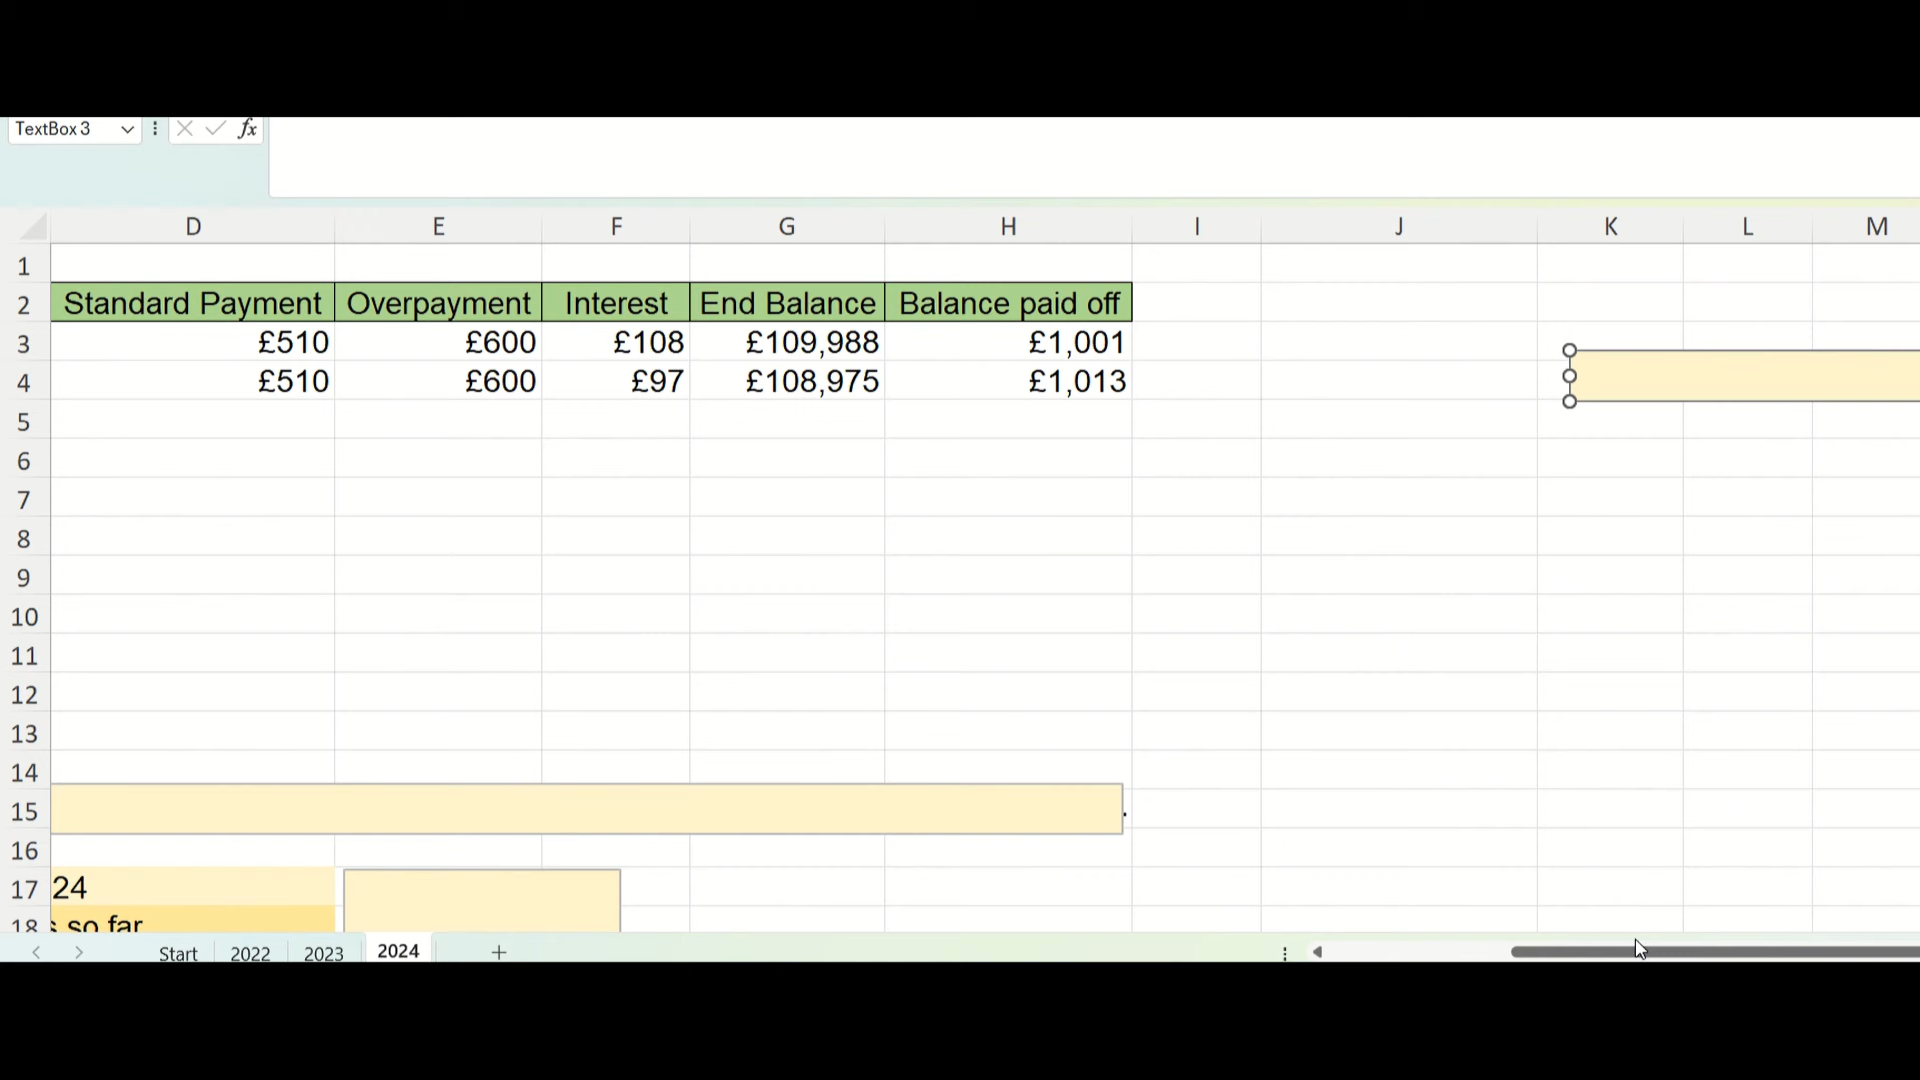 TextBox 3 fx
D E F G H I J K L M
1
2 Standard Payment Overpayment Interest End Balance Balance paid off
3 £510 £600 £108 £109,988 £1,001
4 £510 £600 £97 £108,975 £1,013
5
6
7
8
9
10
11
12
13
14
15 .
16
17 24
18 s so far
Start 2022 2023 2024 +